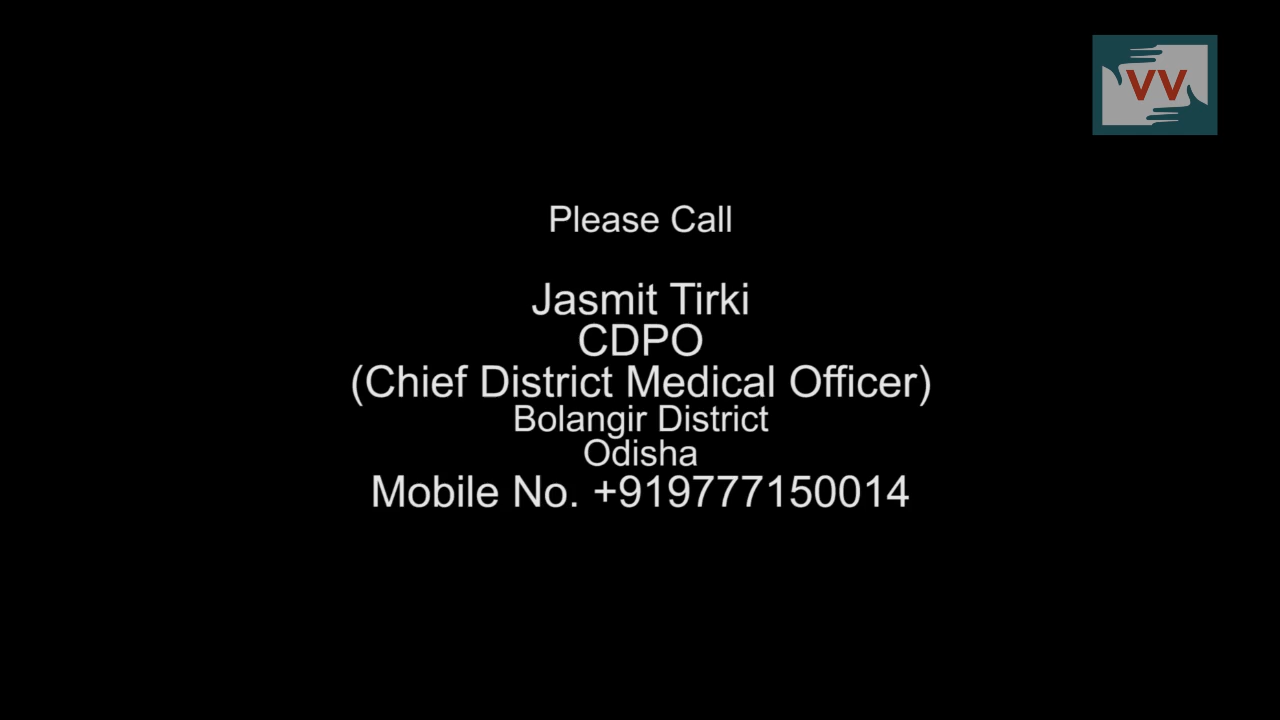 VV
Please Call
Jasmit Tirki
CDPO
(Chief District Medical Officer)
Bolangir District
Odisha
Mobile No. +919777150014